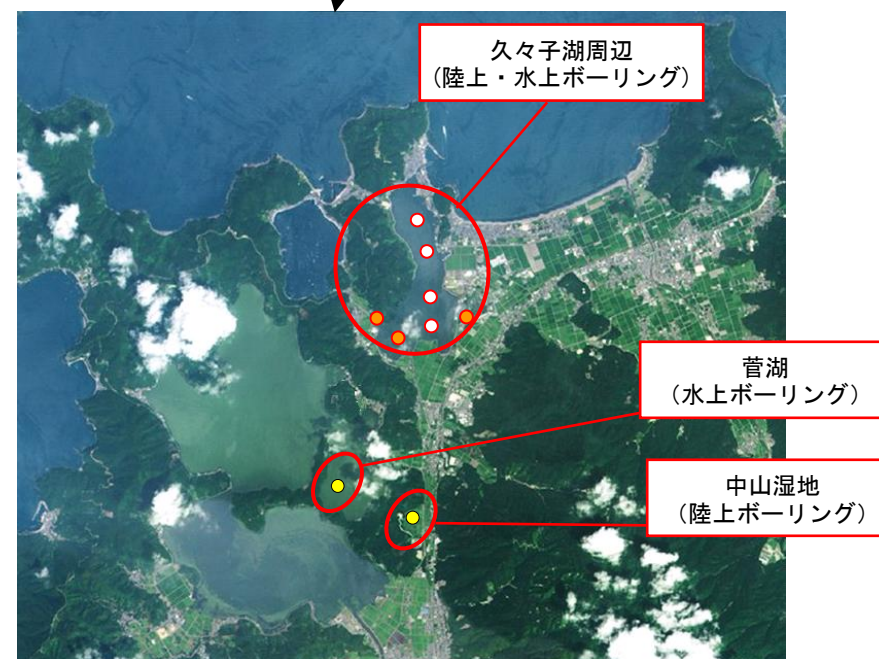 久々子湖周辺
（陸上・水上ボーリング）
菅湖
（水上ボーリング）
中山湿地
（陸上ボーリング）